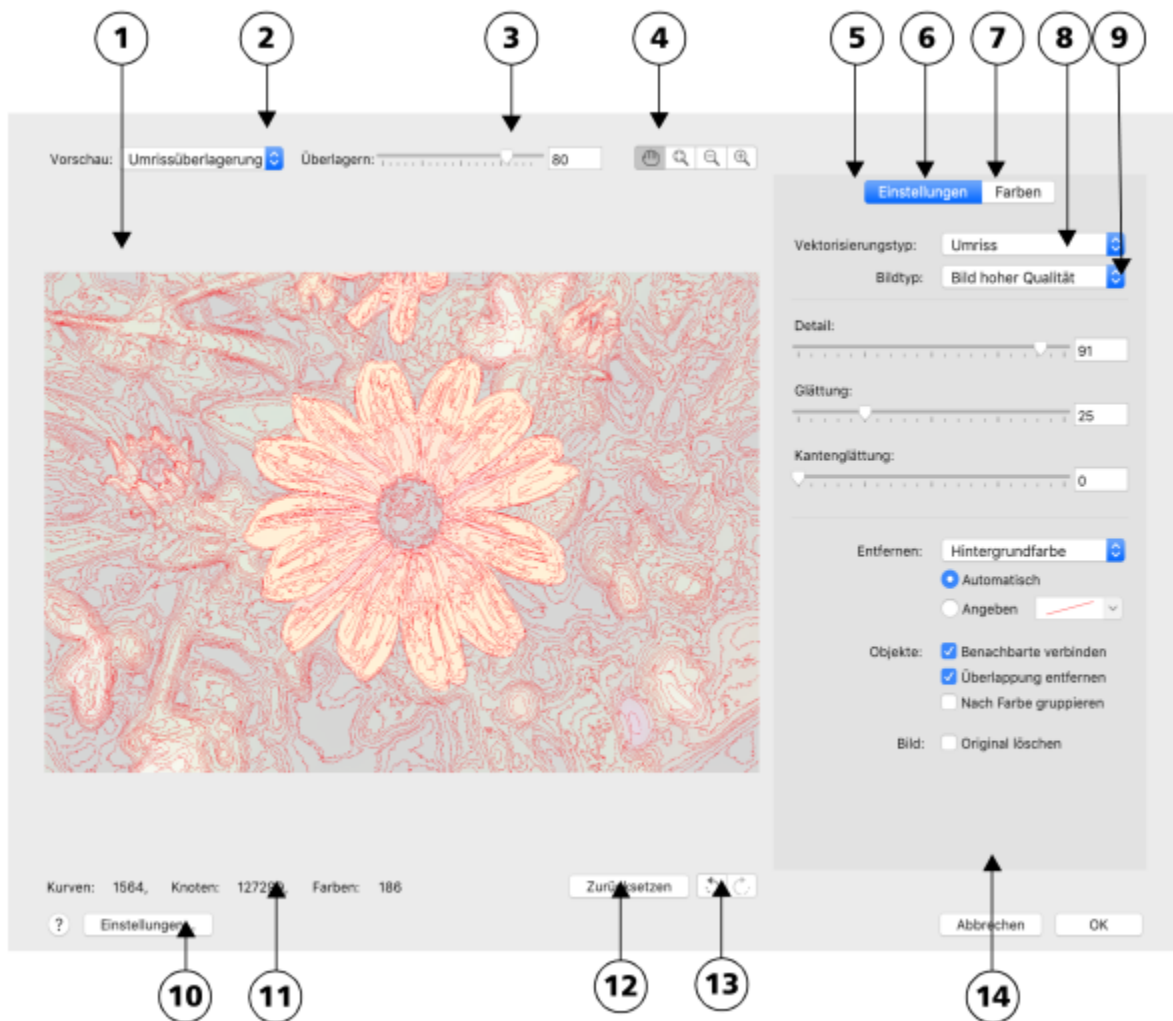 1 2 3 4 5 6 7 8 9
Vorschau: Umrissüberlagerung Überlagern: 80
Einstellungen Farben
Vektorisierungstyp: Umriss
Bildtyp: Bild hoher Qualität
Detail:
91
Glättung:
25
Kantenglättung:
0
Entfernen: Hintergrundfarbe
Automatisch
Angeben
Objekte: Benachbarte verbinden
Überlappung entfernen
Nach Farbe gruppieren
Bild: Original löschen
Kurven: 1564, Knoten: Farben: 186 Zurücksetzen
? Einstellungen... Abbrechen OK
10 11 12 13 14